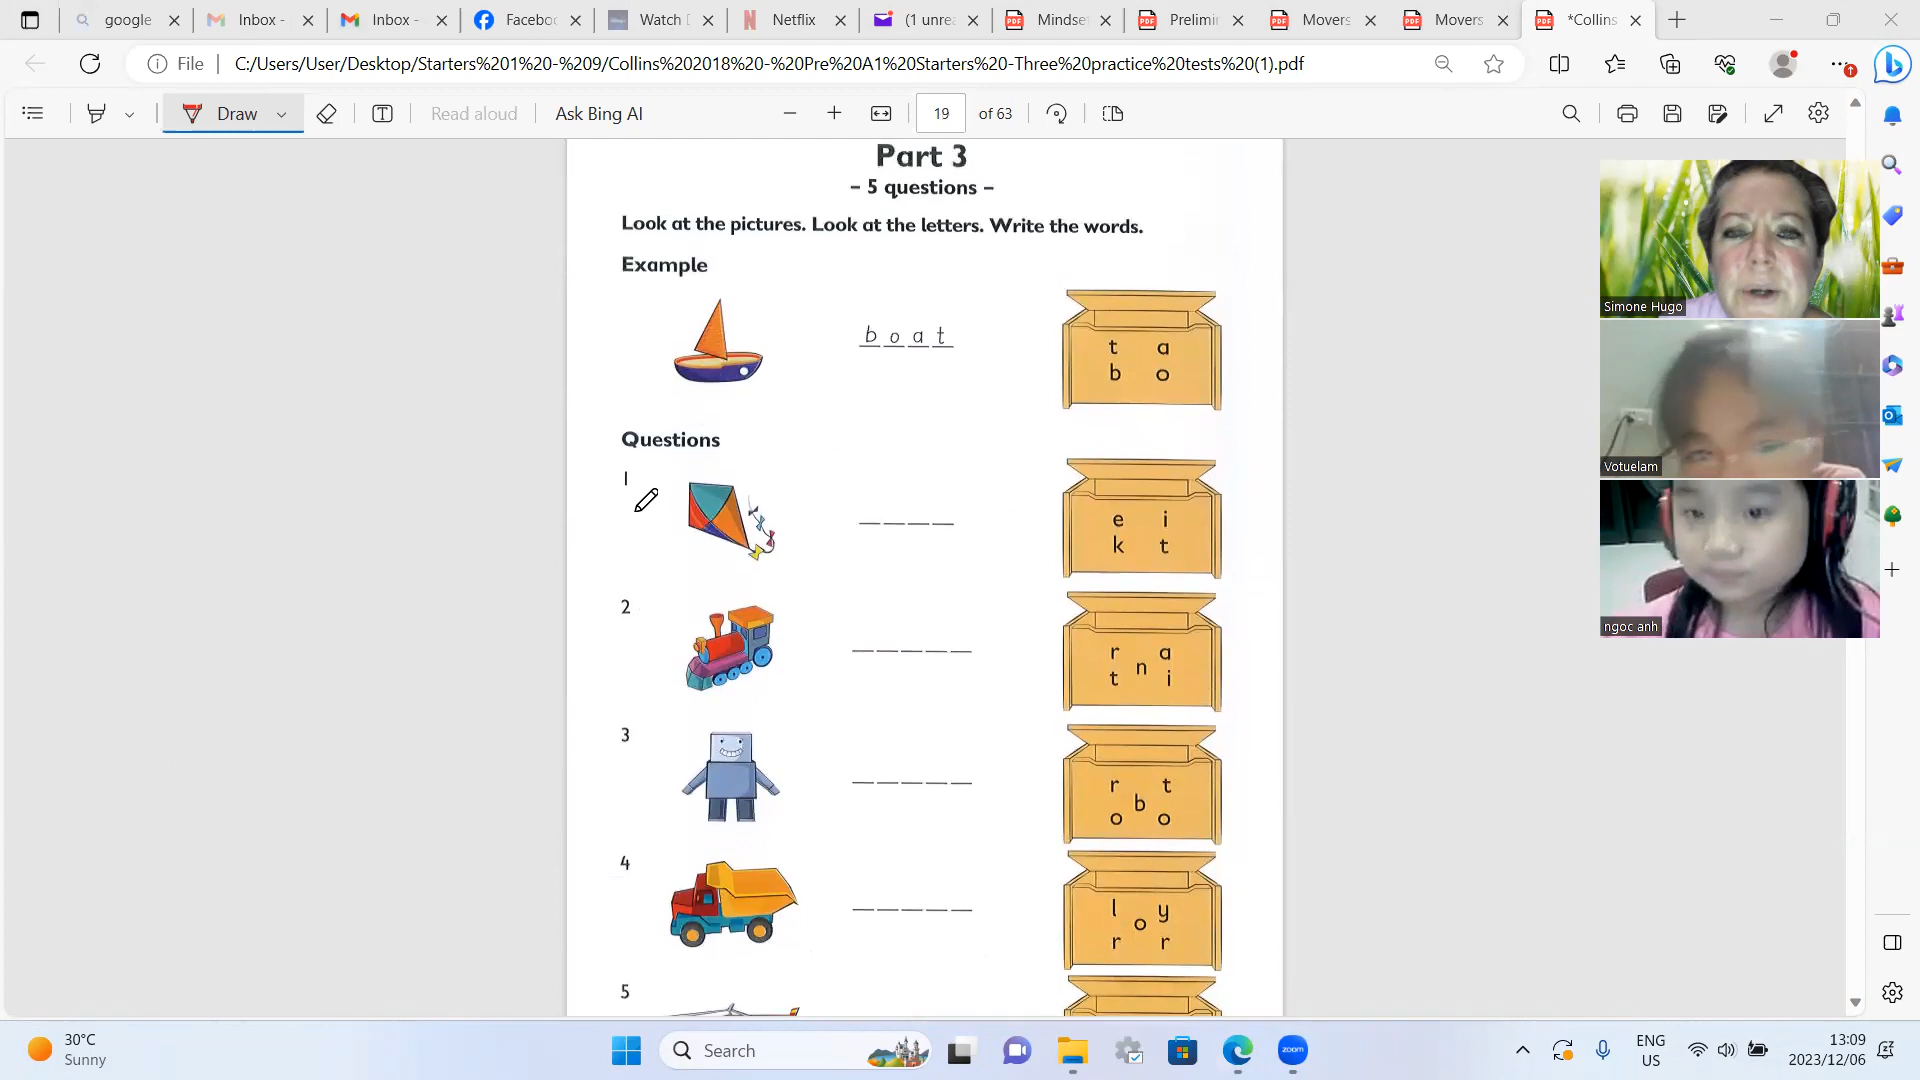 google
Inbox -
Inbox -
Faceboo
Watch D
Netflix
(1 unrea
Mindset
Prelimin
Movers
Movers
*Collins
File
C:/Users/User/Desktop/Starters%201%20-%209/Collins%202018%20-%20Pre%20A1%20Starters%20-Three%20practice%20tests%20(1).pdf
Draw
Read aloud
Ask Bing AI
19 of 63
Part 3
– 5 questions –
Look at the pictures. Look at the letters. Write the words.
Example
b o a t
t a
b o
Questions
1
e i
k t
2
r a
n
t i
3
r t
b
o o
4
l y
o
r r
5
Simone Hugo
Votuelam
ngoc anh
30°C
Sunny
Search
zoom
ENG
US
13:09
2023/12/06